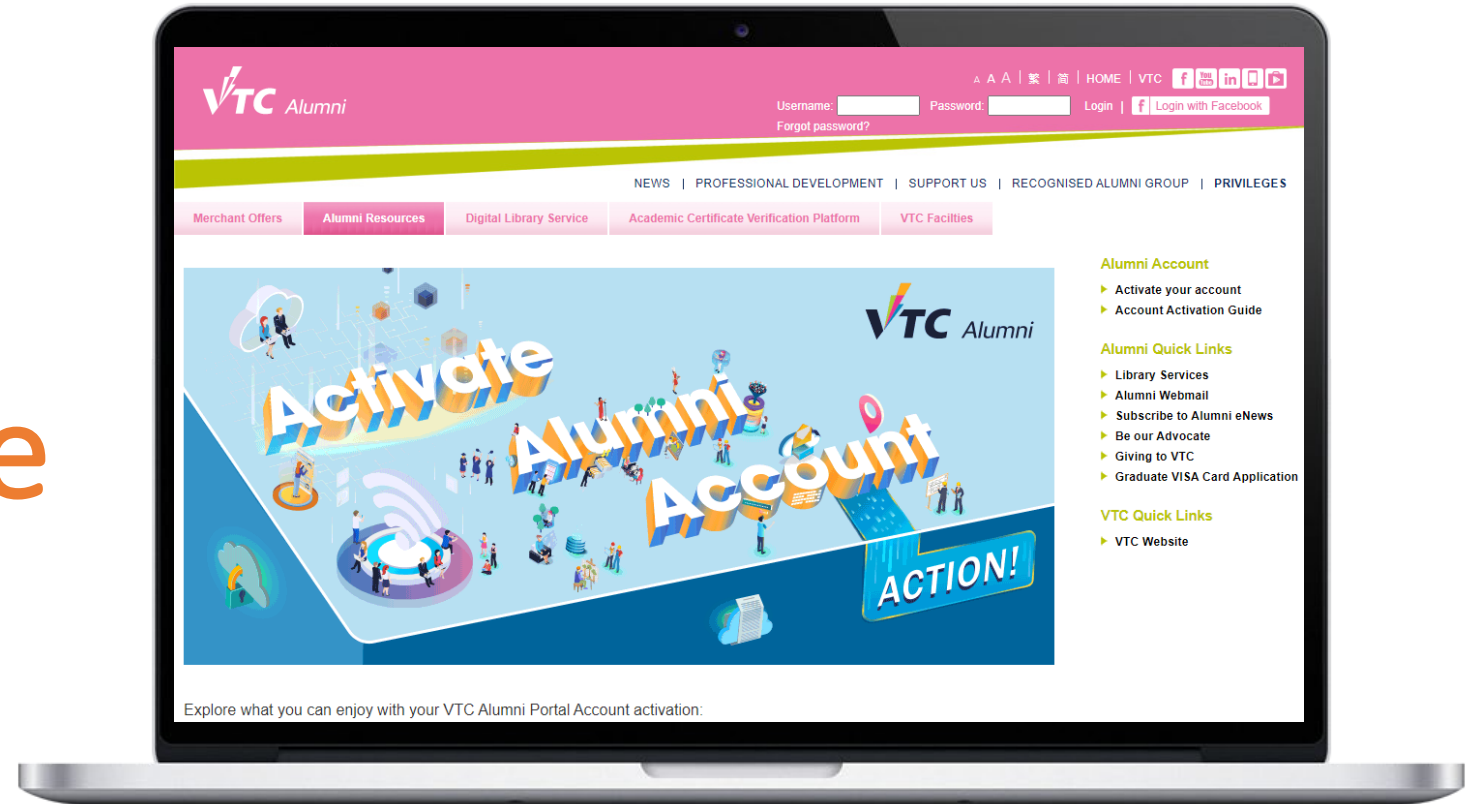 VTC Alumni
A A A | 繁 | 简 | HOME | VTC f You Tube in
Username: Password: Login | f Login with Facebook
Forgot password?
NEWS | PROFESSIONAL DEVELOPMENT | SUPPORT US | RECOGNISED ALUMNI GROUP | PRIVILEGES
Merchant Offers Alumni Resources Digital Library Service Academic Certificate Verification Platform VTC Facilties
VTC Alumni
Activate
Alumni
Account
ACTION!
Alumni Account
Activate your account
Account Activation Guide
Alumni Quick Links
Library Services
Alumni Webmail
Subscribe to Alumni eNews
Be our Advocate
Giving to VTC
Graduate VISA Card Application
VTC Quick Links
VTC Website
e
Explore what you can enjoy with your VTC Alumni Portal Account activation: